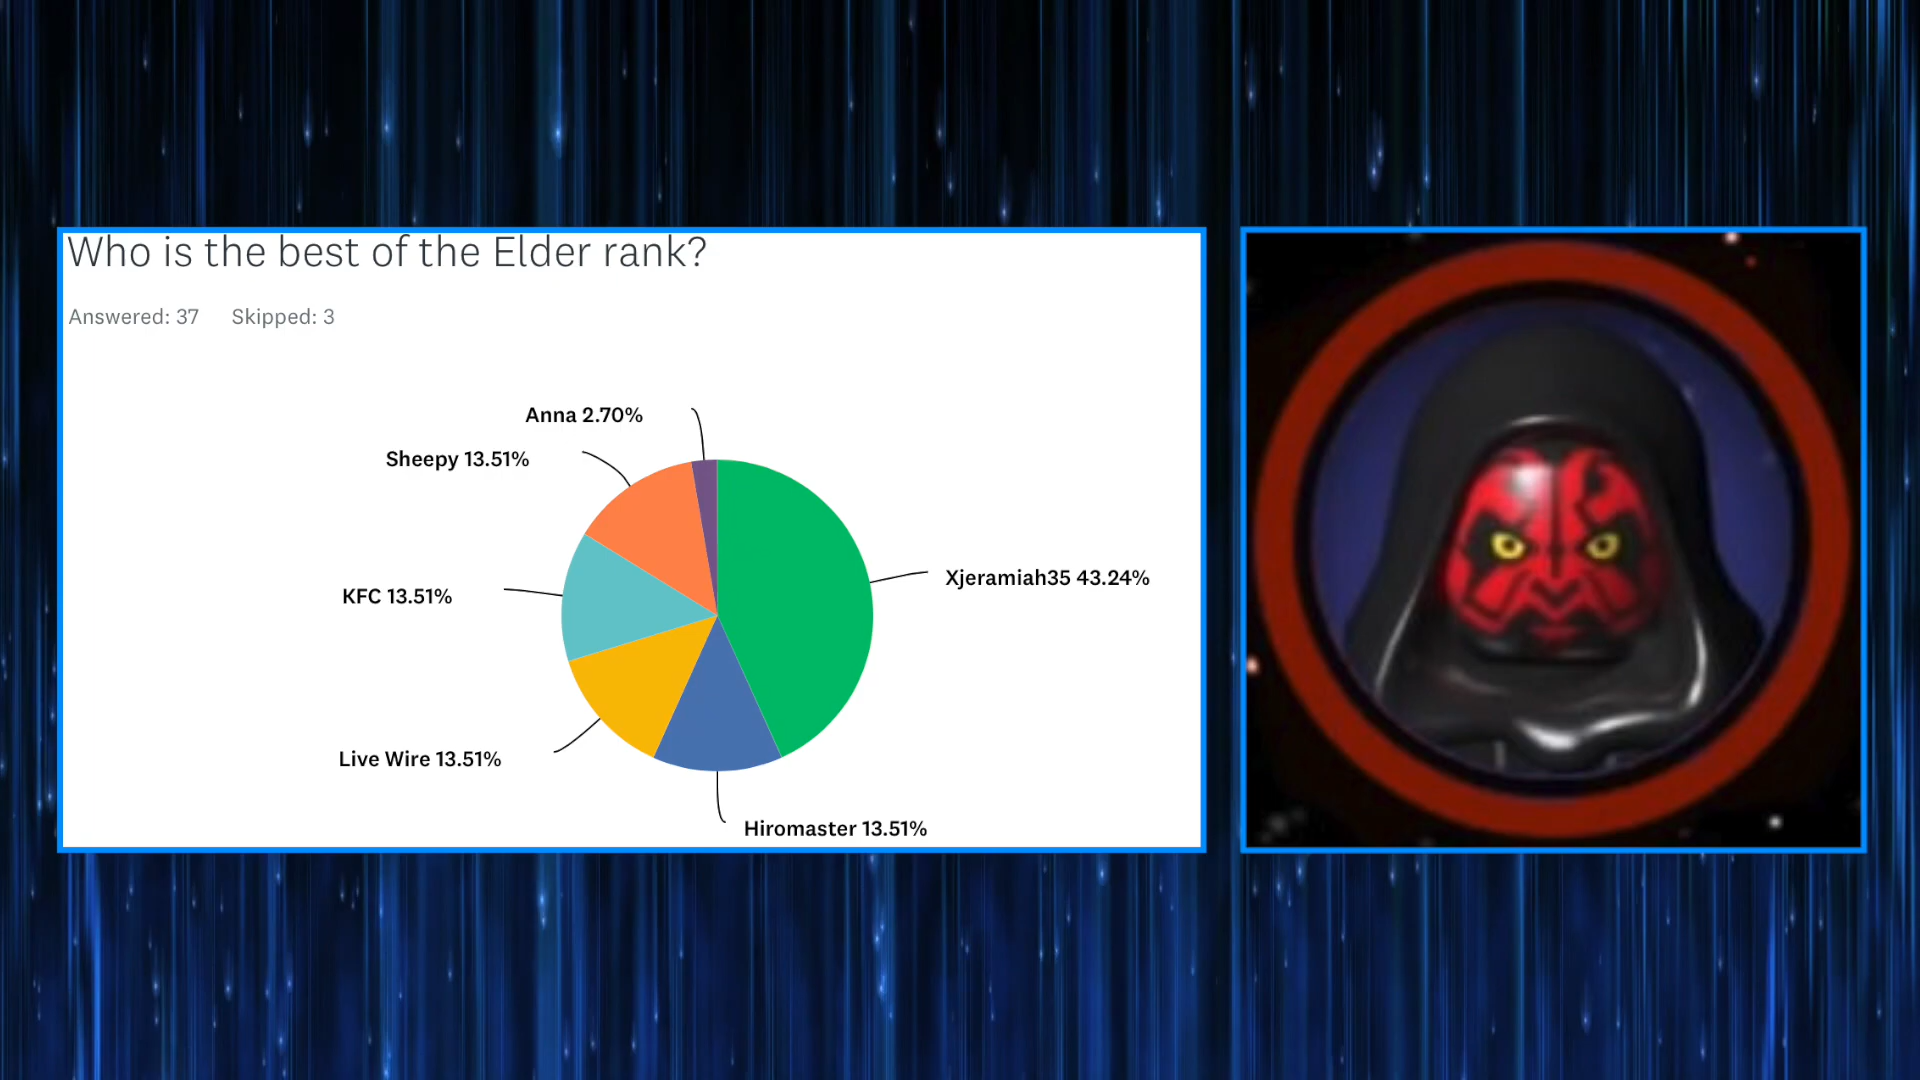 Who is the best of the Elder rank?
Answered: 37 Skipped: 3
Anna 2.70%
Sheepy 13.51%
Xjeramiah35 43.24%
KFC 13.51%
Live Wire 13.51%
Hiromaster 13.51%